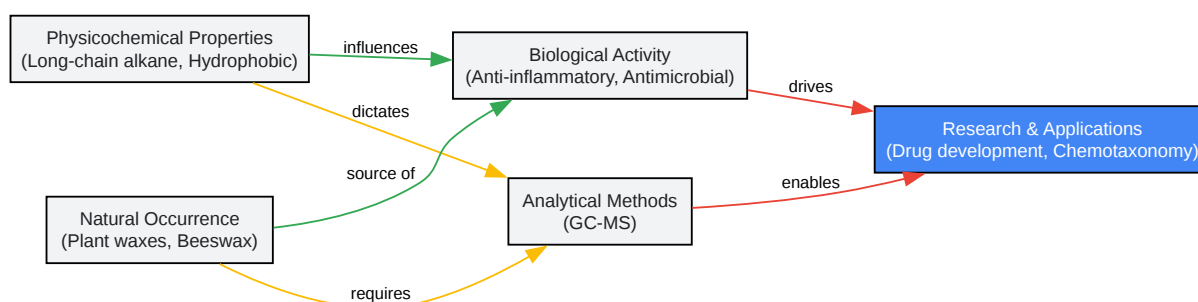 Physicochemical Properties
(Long-chain alkane, Hydrophobic)
influences
Biological Activity
(Anti-inflammatory, Antimicrobial)
drives
dictates
Research & Applications
(Drug development, Chemotaxonomy)
source of
enables
Natural Occurrence
(Plant waxes, Beeswax)
Analytical Methods
(GC-MS)
requires